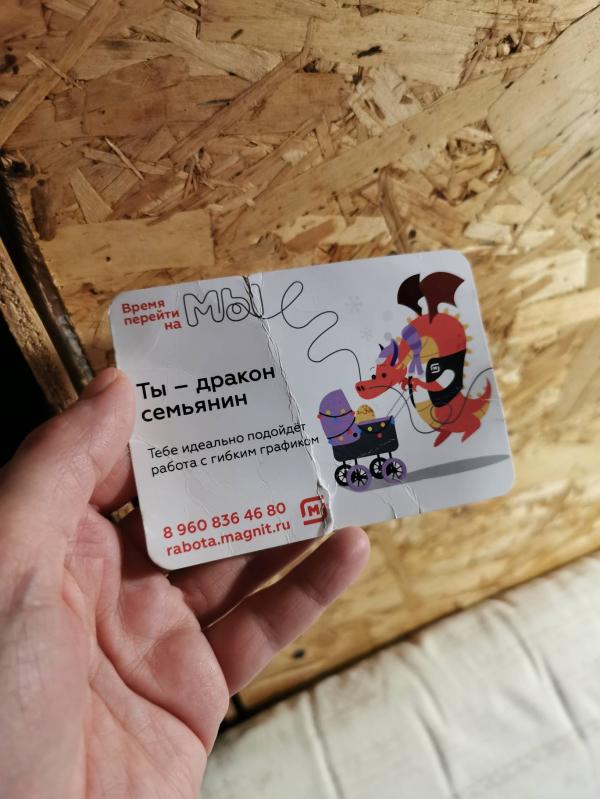 Время
перейти
на МЫ
Ты – дракон
семьянин
Тебе идеально подойдёт
работа с гибким графиком
8 960 836 46 80
rabota.magnit.ru
М